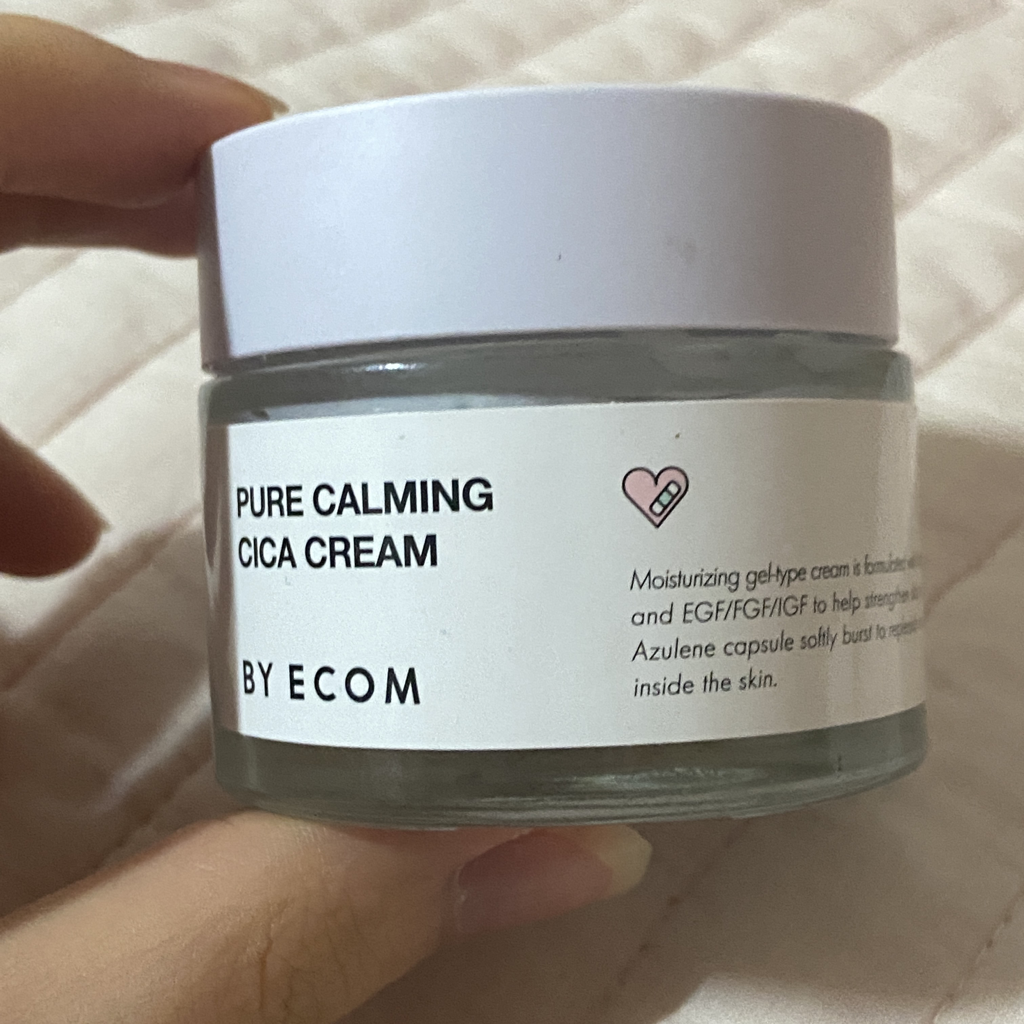 PURE CALMING
CICA CREAM
BY ECOM
Moisturizing gel-type cream is formulated
and EGF/FGF/IGF to help strengthen
Azulene capsule softly burst to
inside the skin.